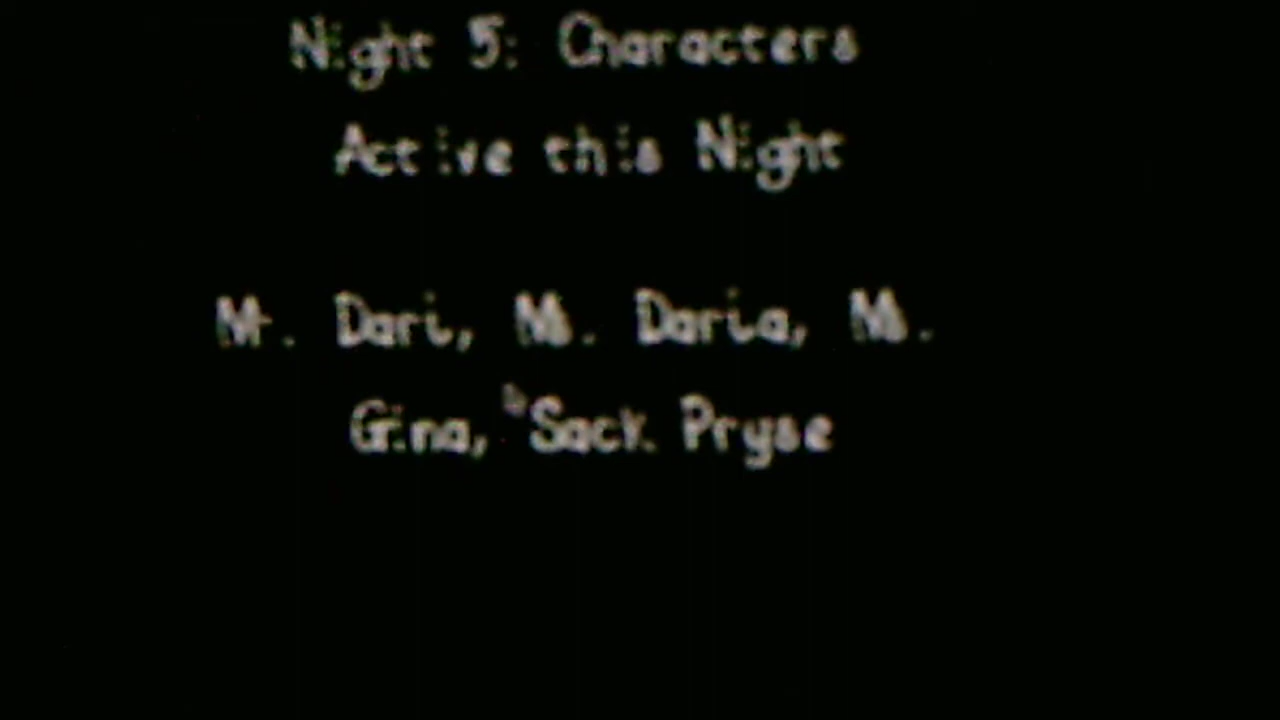 Night 5: Characters
Active this Night
Mr. Dari, Ms. Daria, Ms.
Gina, Sack Pryse